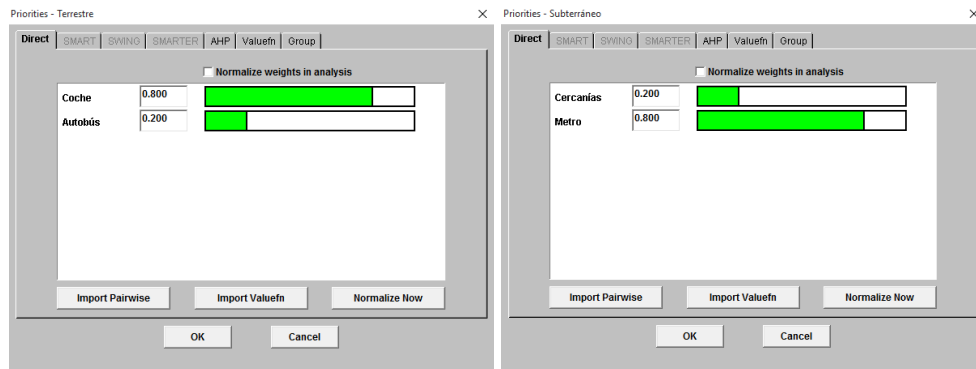 Priorities - Terrestre
Direct SMART SWING SMARTER AHP Valuefn Group
Normalize weights in analysis
Coche 0.800
Autobús 0.200
Import Pairwise Import Valuefn Normalize Now
OK Cancel
Priorities - Subterráneo
Direct SMART SWING SMARTER AHP Valuefn Group
Normalize weights in analysis
Cercanías 0.200
Metro 0.800
Import Pairwise Import Valuefn Normalize Now
OK Cancel